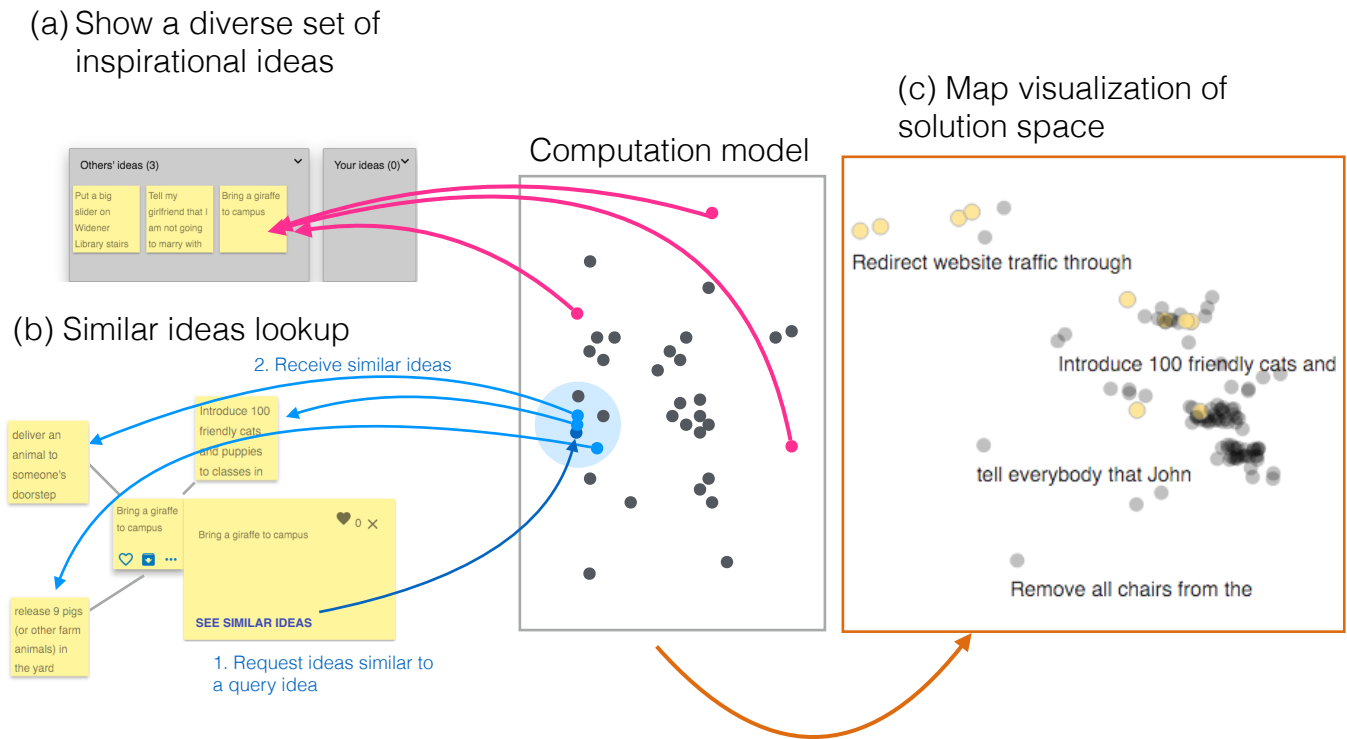 (a) Show a diverse set of
inspirational ideas
Others' ideas (3)
Your ideas (0)
Put a big
slider on
Widener
Library stairs
Tell my
girlfriend that I
am not going
to marry with
Bring a giraffe
to campus
(b) Similar ideas lookup
2. Receive similar ideas
deliver an
animal to
someone's
doorstep
Introduce 100
friendly cats
and puppies
to classes in
Bring a giraffe
to campus
Bring a giraffe to campus
0
SEE SIMILAR IDEAS
release 9 pigs
(or other farm
animals) in
the yard
1. Request ideas similar to
a query idea
Computation model
(c) Map visualization of
solution space
Redirect website traffic through
Introduce 100 friendly cats and
tell everybody that John
Remove all chairs from the